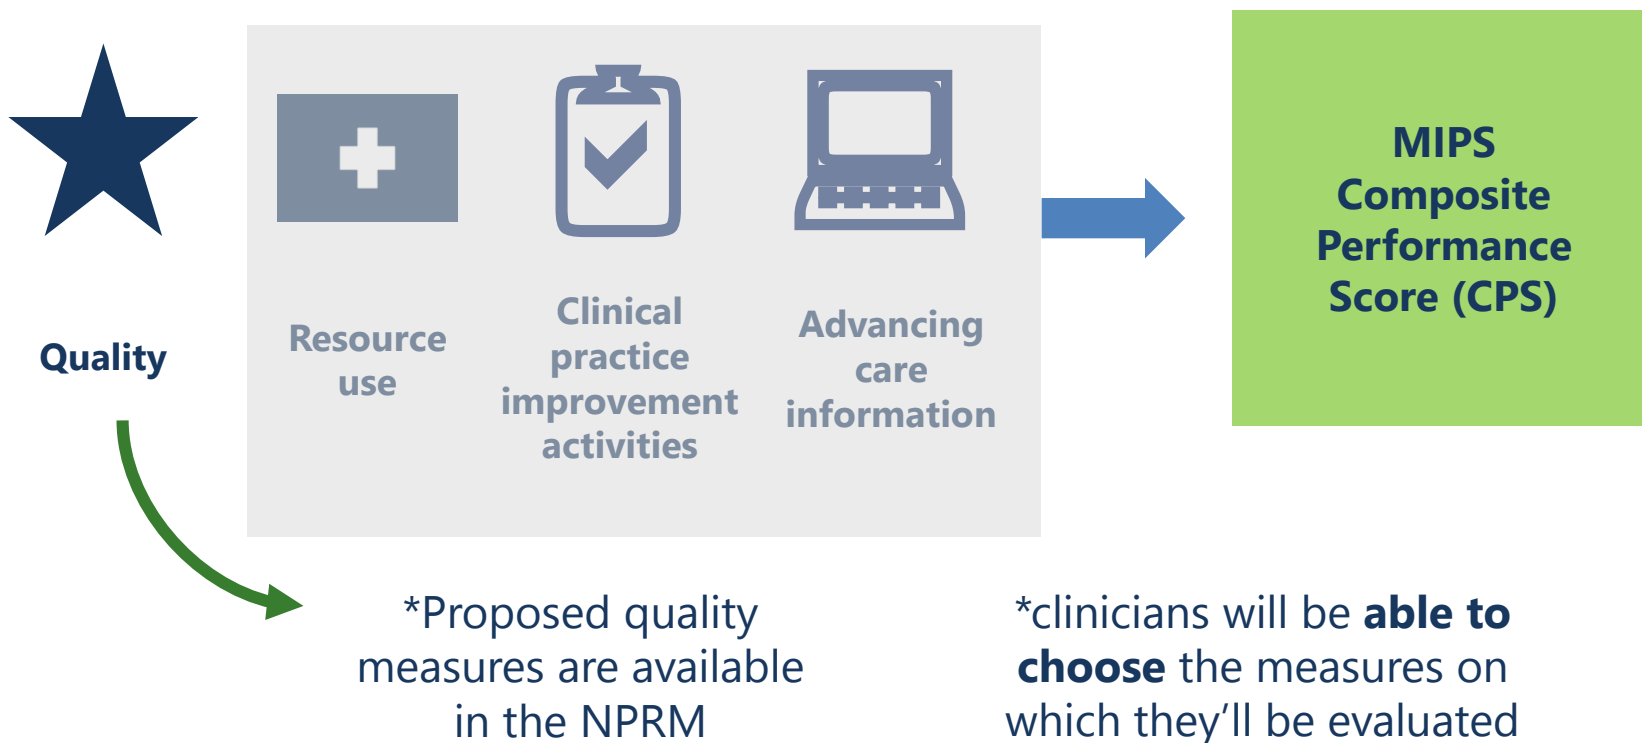 Quality
Resource
use
Clinical
practice
improvement
activities
Advancing
care
information
MIPS
Composite
Performance
Score (CPS)
*Proposed quality
measures are available
in the NPRM
*clinicians will be able to
choose the measures on
which they’ll be evaluated